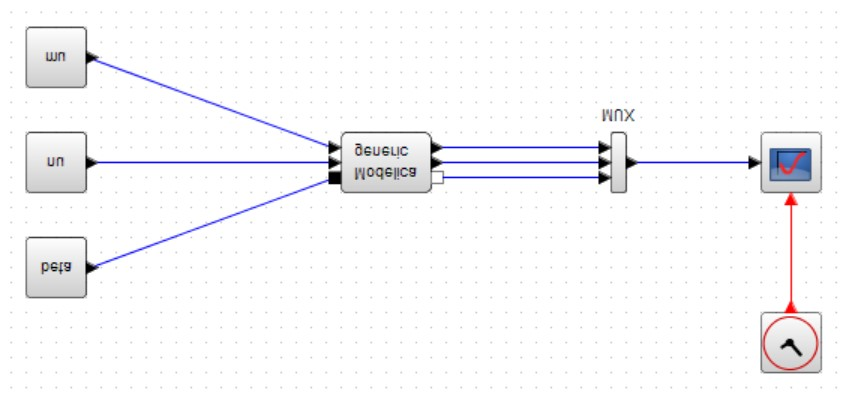 mu
MUX
nu
Modelica
generic
beta